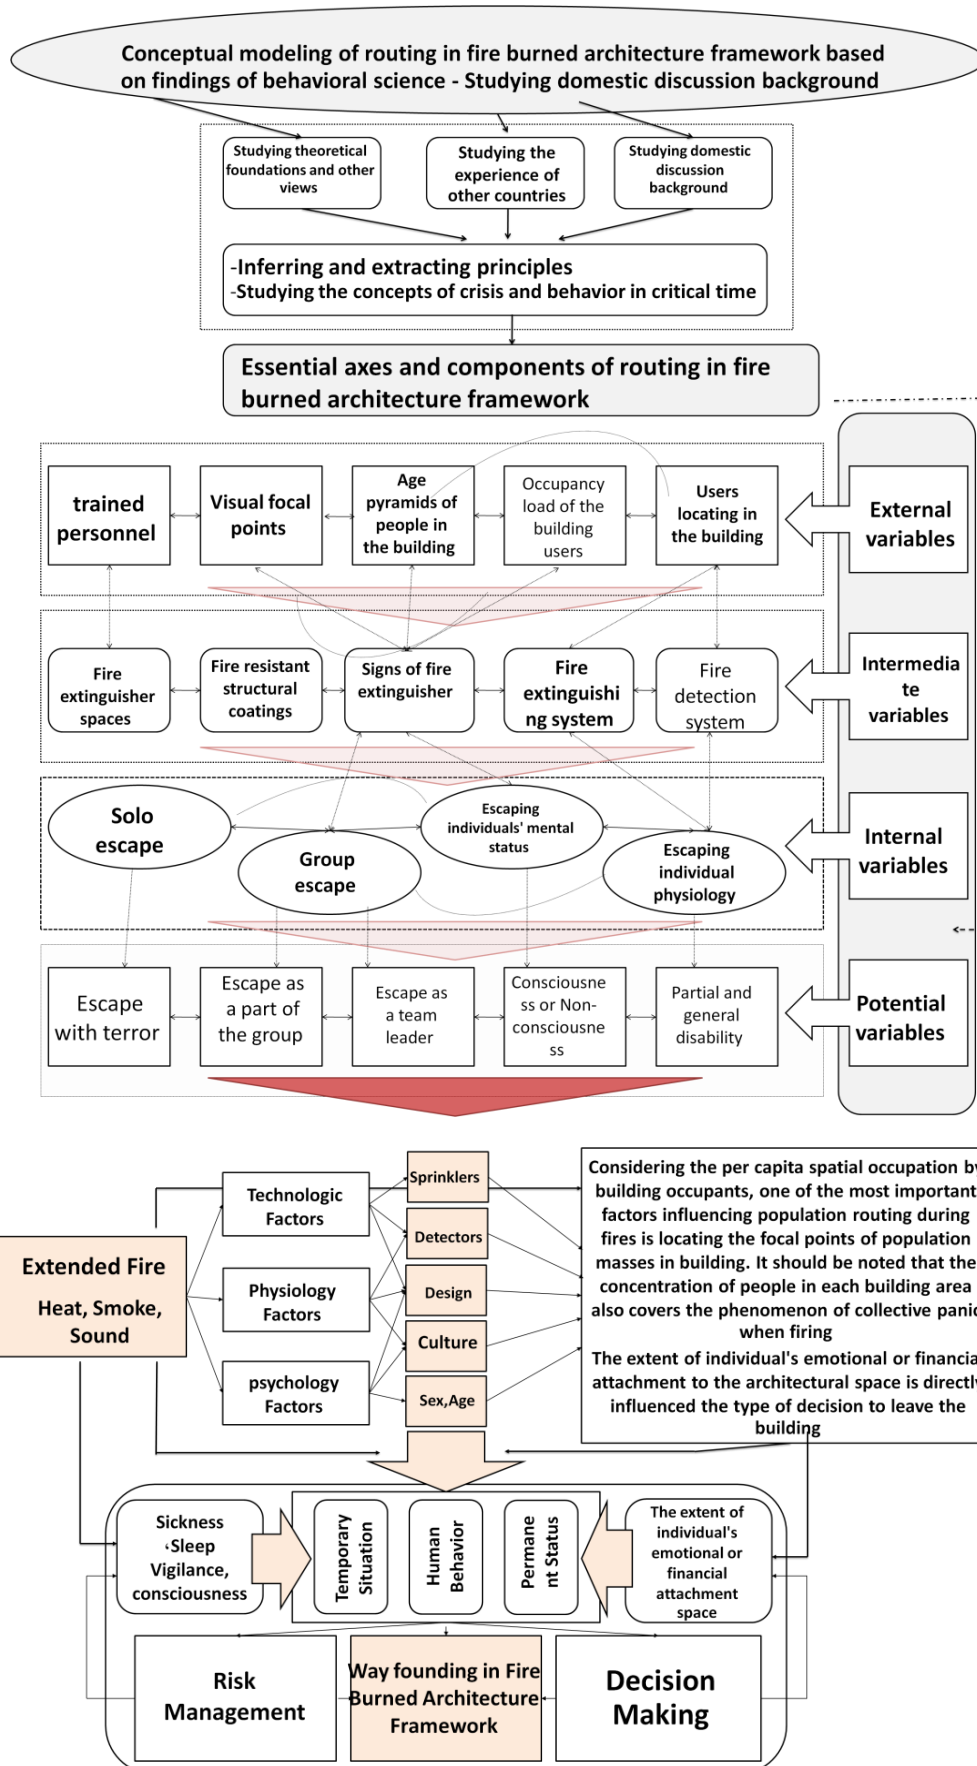 Conceptual modeling of routing in fire burned architecture framework based
on findings of behavioral science - Studying domestic discussion background
Studying theoretical
foundations and other
views
Studying the
experience of
other countries
Studying domestic
discussion
background
-Inferring and extracting principles
-Studying the concepts of crisis and behavior in critical time
Essential axes and components of routing in fire
burned architecture framework
trained
personnel
Visual focal
points
Age
pyramids of
people in
the building
Occupancy
load of the
building
users
Users
locating in
the building
External
variables
Fire
extinguisher
spaces
Fire resistant
structural
coatings
Signs of fire
extinguisher
Fire
extinguishi
ng system
Fire
detection
system
Intermedia
te
variables
Solo
escape
Group
escape
Escaping
individuals' mental
status
Escaping
individual
physiology
Internal
variables
Escape
with terror
Escape as
a part of
the group
Escape as
a team
leader
Consciousne
ss or Non-
consciousne
ss
Partial and
general
disability
Potential
variables
Extended Fire
Heat, Smoke,
Sound
Technologic
Factors
Physiology
Factors
psychology
Factors
Sprinklers
Detectors
Design
Culture
Sex,Age
Considering the per capita spatial occupation by
building occupants, one of the most important
factors influencing population routing during
fires is locating the focal points of population
masses in building. It should be noted that the
concentration of people in each building area
also covers the phenomenon of collective panic
when firing
The extent of individual's emotional or financial
attachment to the architectural space is directly
influenced the type of decision to leave the
building
Sickness
،Sleep
Vigilance,
consciousness
Temporary
Situation
Human
Behavior
Permane
nt Status
The extent of
individual's
emotional or
financial
attachment
space
Risk
Management
Way founding in Fire
Burned Architecture
Framework
Decision
Making